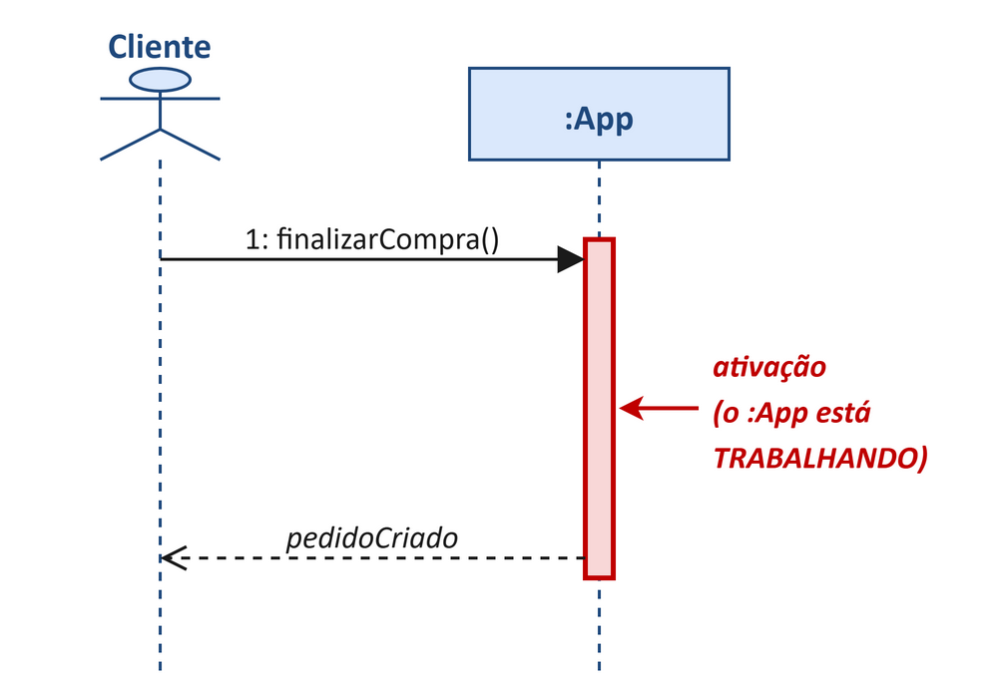 Cliente
:App
1: finalizarCompra()
ativação
(o :App está
TRABALHANDO)
pedidoCriado